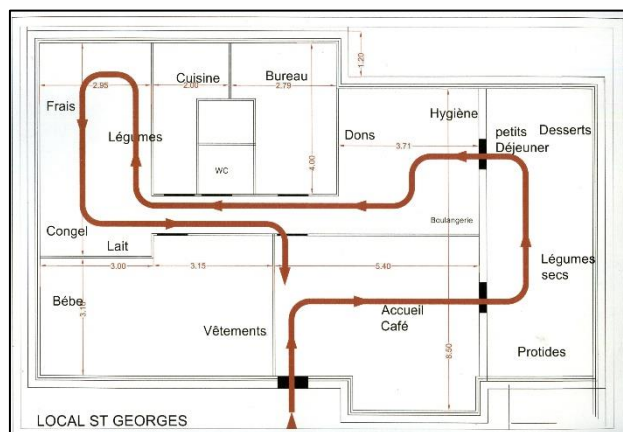 1.20
Cuisine
Bureau
2.95
2.00
2.79
Frais
Hygiène
Légumes
Dons
petits
Déjeuner
Desserts
3.71
4.00
WC
Boulangerie
Congel
Lait
3.00
3.15
5.40
Légumes
secs
Bébe
3.10
Accueil
Café
Vêtements
8.50
Protides
LOCAL ST GEORGES